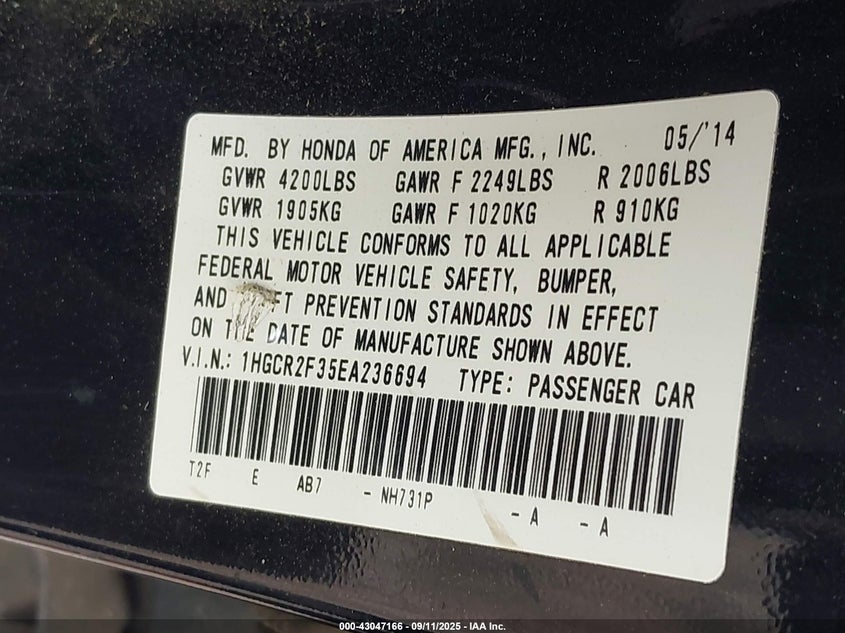 MFD. BY HONDA OF AMERICA MFG., INC. 05/'14
GVWR 4200LBS GAWR F 2249LBS R 2006LBS
GVWR 1905KG GAWR F 1020KG R 910KG
THIS VEHICLE CONFORMS TO ALL APPLICABLE
FEDERAL MOTOR VEHICLE SAFETY, BUMPER,
AND PREVENTION STANDARDS IN EFFECT
ON THE DATE OF MANUFACTURE SHOWN ABOVE.
V.I.N.: 1HGCR2F35EA236694 TYPE: PASSENGER CAR
T2F E AB7 - NH731P - A - A
000-43047166 - 09/11/2025 - IAA Inc.